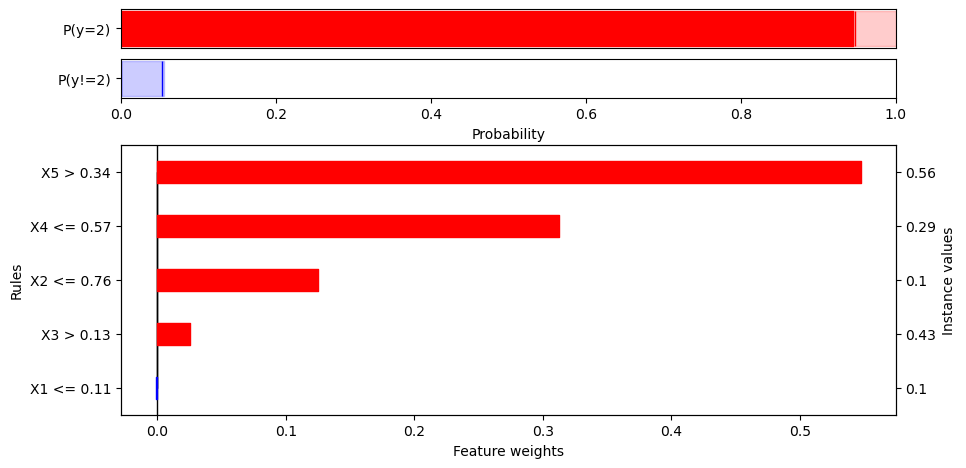 P(y=2)
P(y!=2)
0.0 0.2 0.4 0.6 0.8 1.0
Probability
Rules
X5 > 0.34 0.56
X4 <= 0.57 0.29
X2 <= 0.76 0.1
X3 > 0.13 0.43
X1 <= 0.11 0.1
Instance values
0.0 0.1 0.2 0.3 0.4 0.5
Feature weights